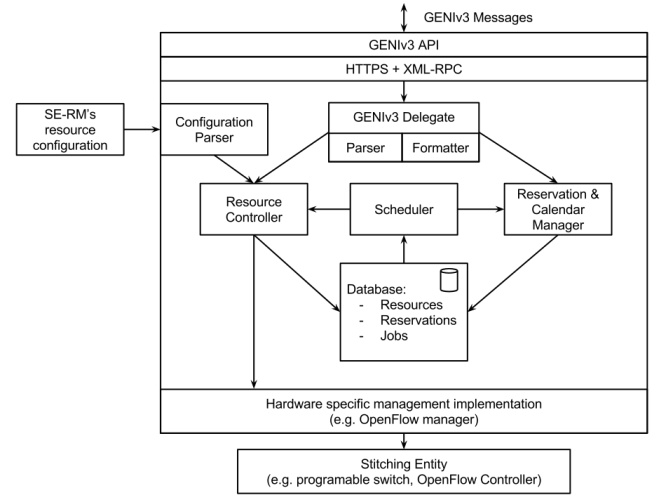 GENIv3 Messages
GENIv3 API
HTTPS + XML-RPC
SE-RM's
resource
configuration
Configuration
Parser
GENIv3 Delegate
Parser
Formatter
Resource
Controller
Scheduler
Reservation &
Calendar
Manager
Database:
- Resources
- Reservations
- Jobs
Hardware specific management implementation
(e.g. OpenFlow manager)
Stitching Entity
(e.g. programable switch, OpenFlow Controller)